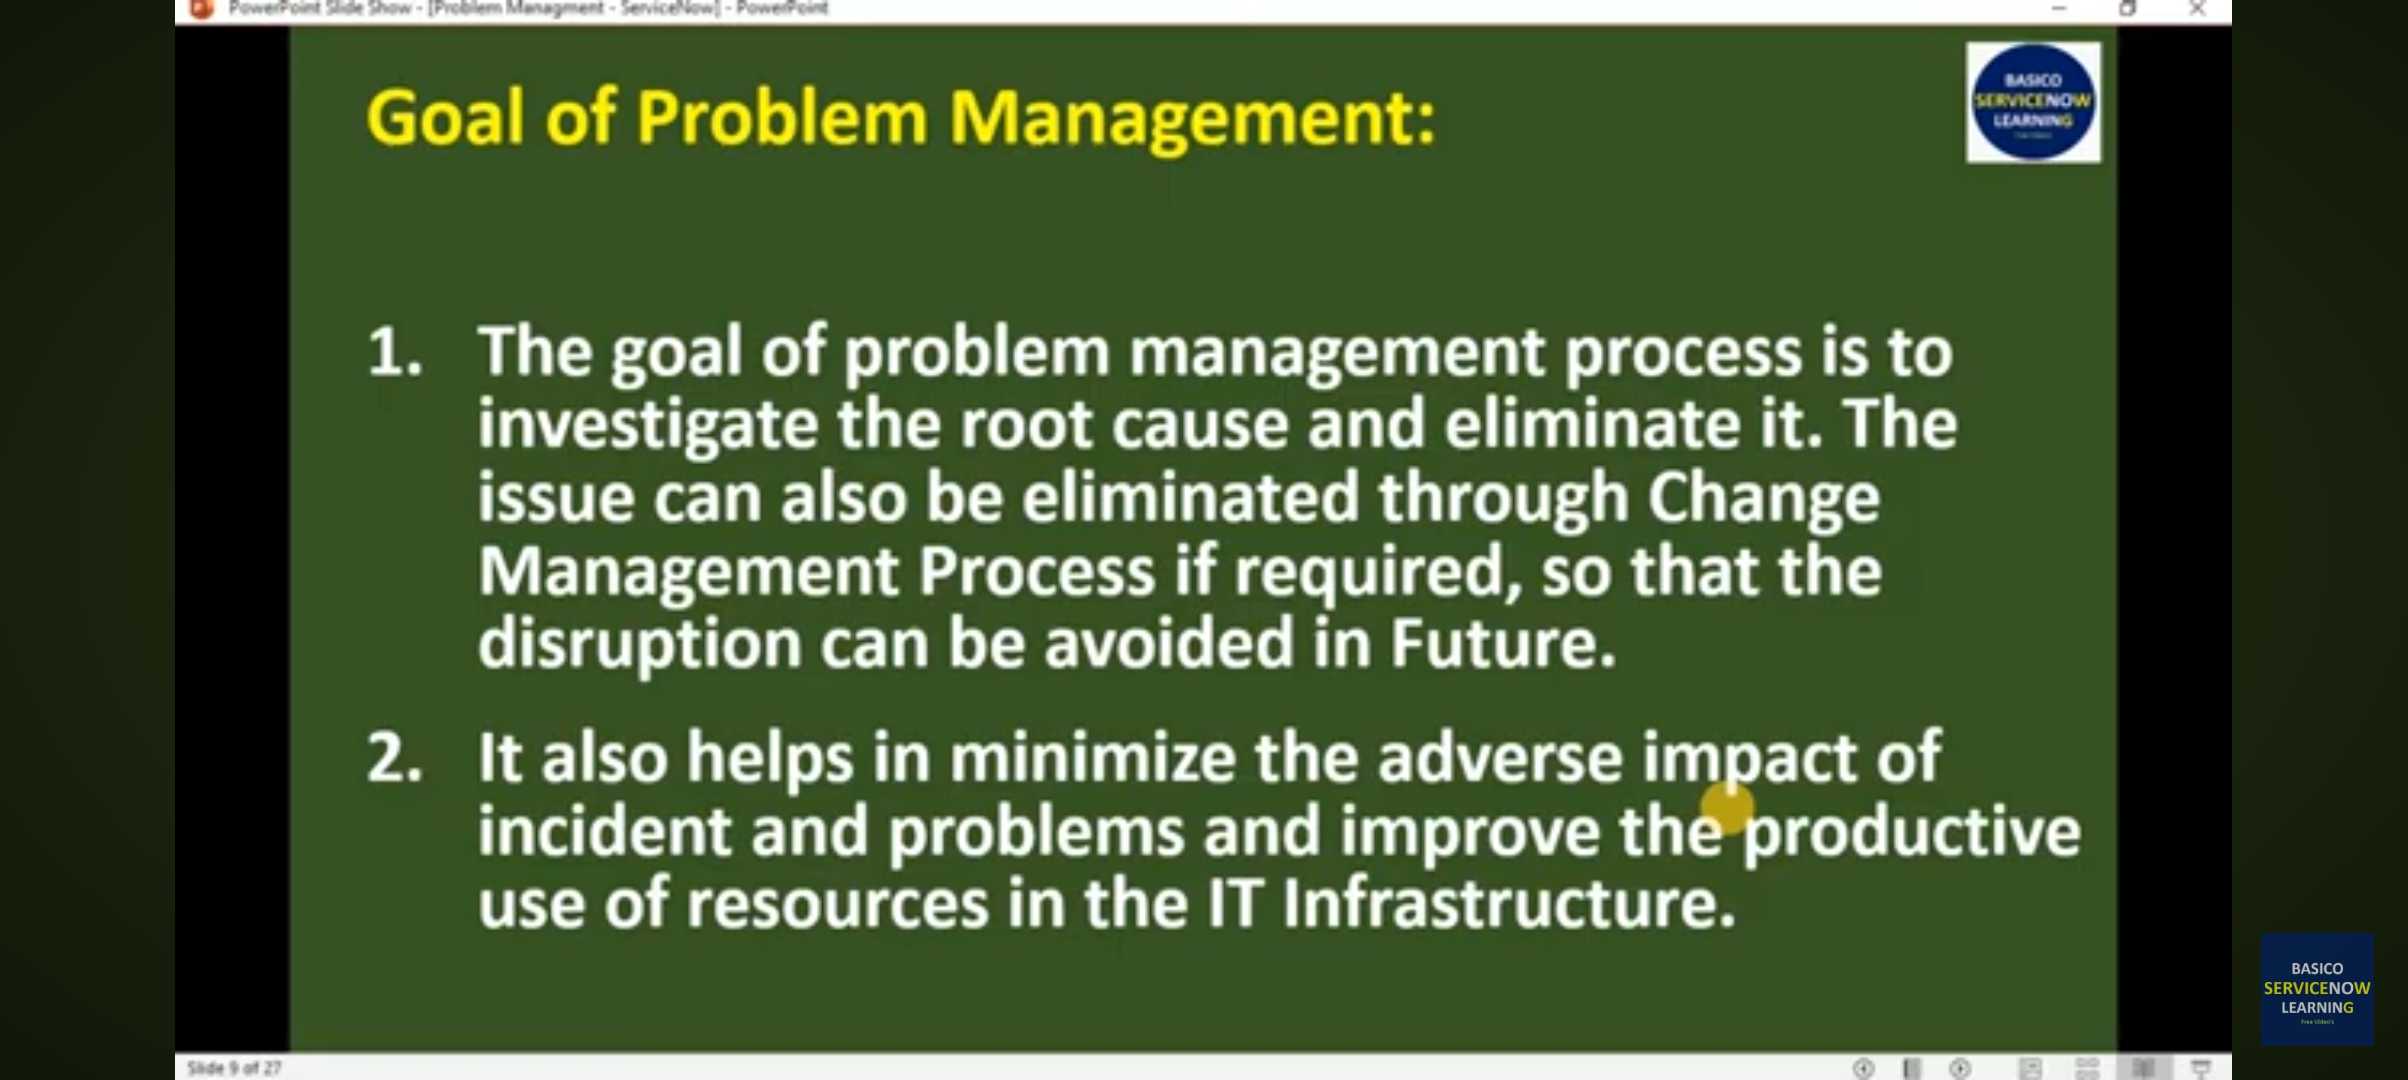 PowerPoint Slide Show - [Problem Managment - ServiceNow] - PowerPoint
BASICO
SERVICENOW
LEARNING
Goal of Problem Management:
1. The goal of problem management process is to
investigate the root cause and eliminate it. The
issue can also be eliminated through Change
Management Process if required, so that the
disruption can be avoided in Future.
2. It also helps in minimize the adverse impact of
incident and problems and improve the productive
use of resources in the IT Infrastructure.
BASICO
SERVICENOW
LEARNING
Free Video's
Slide 9 of 27